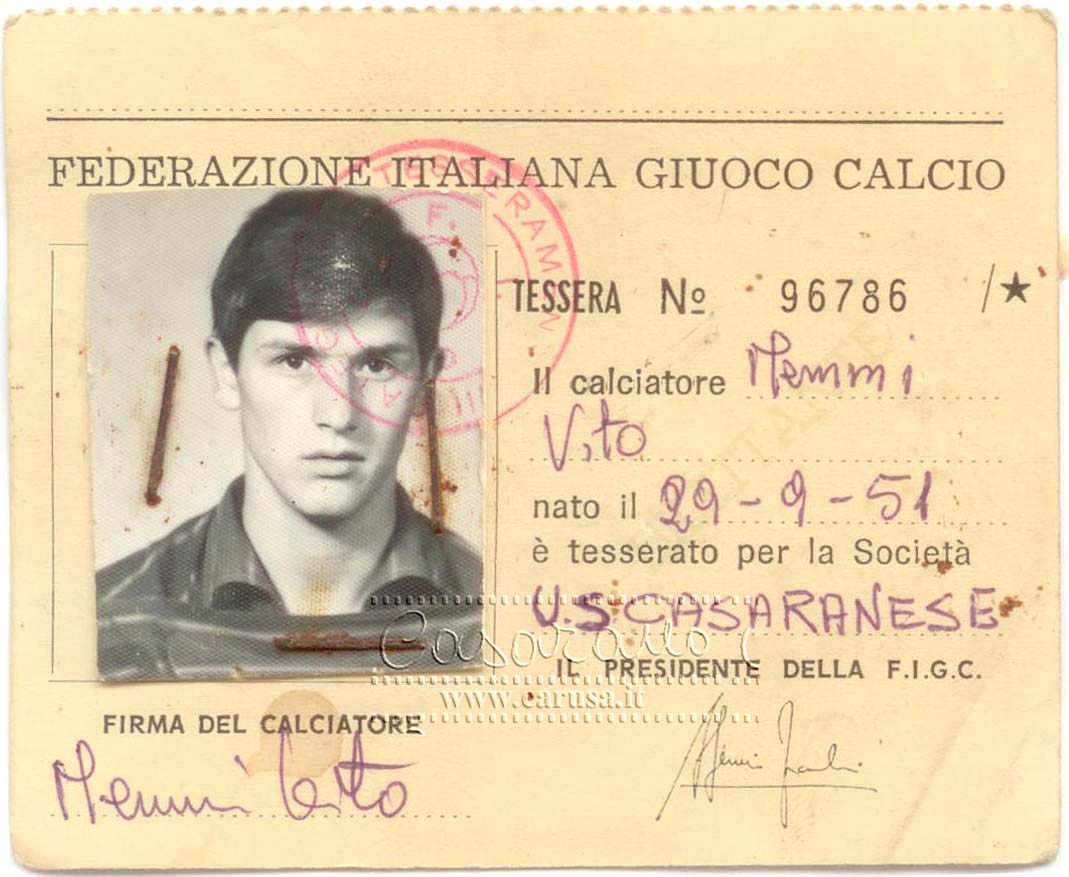 FEDERAZIONE ITALIANA GIUOCO CALCIO
TESSERAMEN
F.
TESSERA Nº 96786 /★
Il calciatore Memmi
Vito
nato il 29-9-51
è tesserato per la Società
U.S CASARANESE
IL PRESIDENTE DELLA F.I.G.C.
Casarano
www.carusa.it
FIRMA DEL CALCIATORE
Memmi Vito